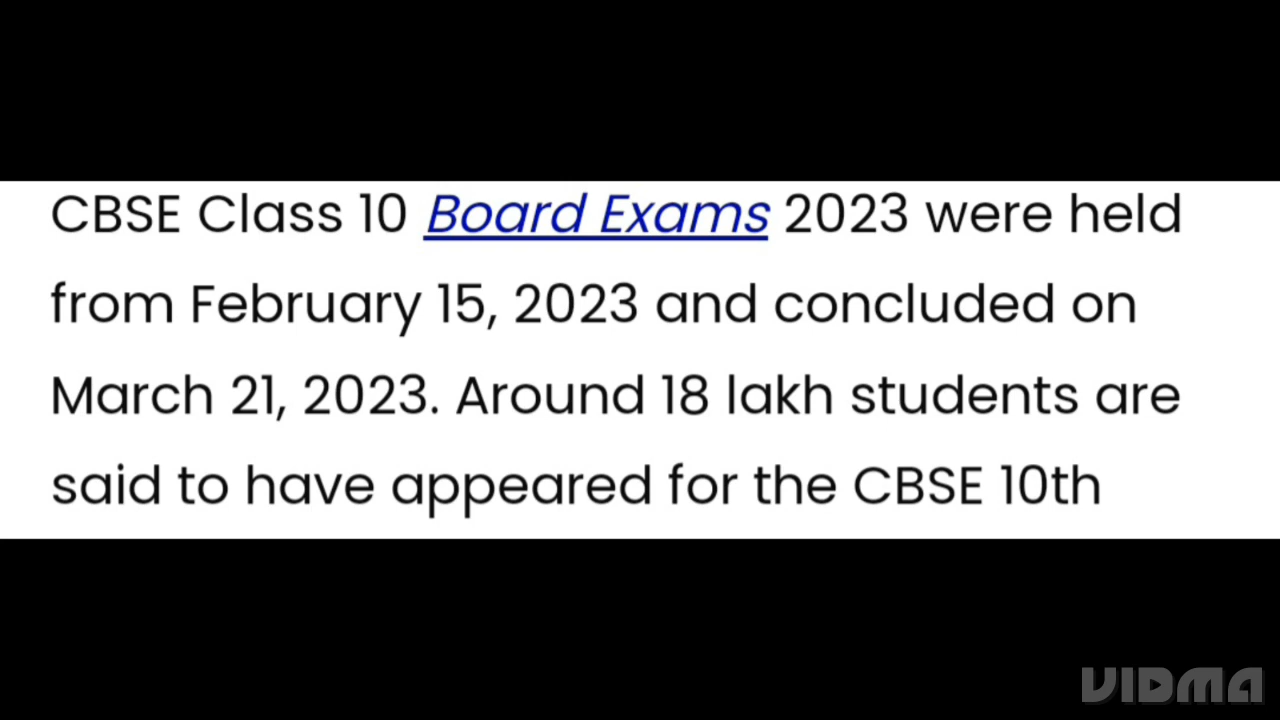 CBSE Class 10 Board Exams 2023 were held
from February 15, 2023 and concluded on
March 21, 2023. Around 18 lakh students are
said to have appeared for the CBSE 10th
VIDMA